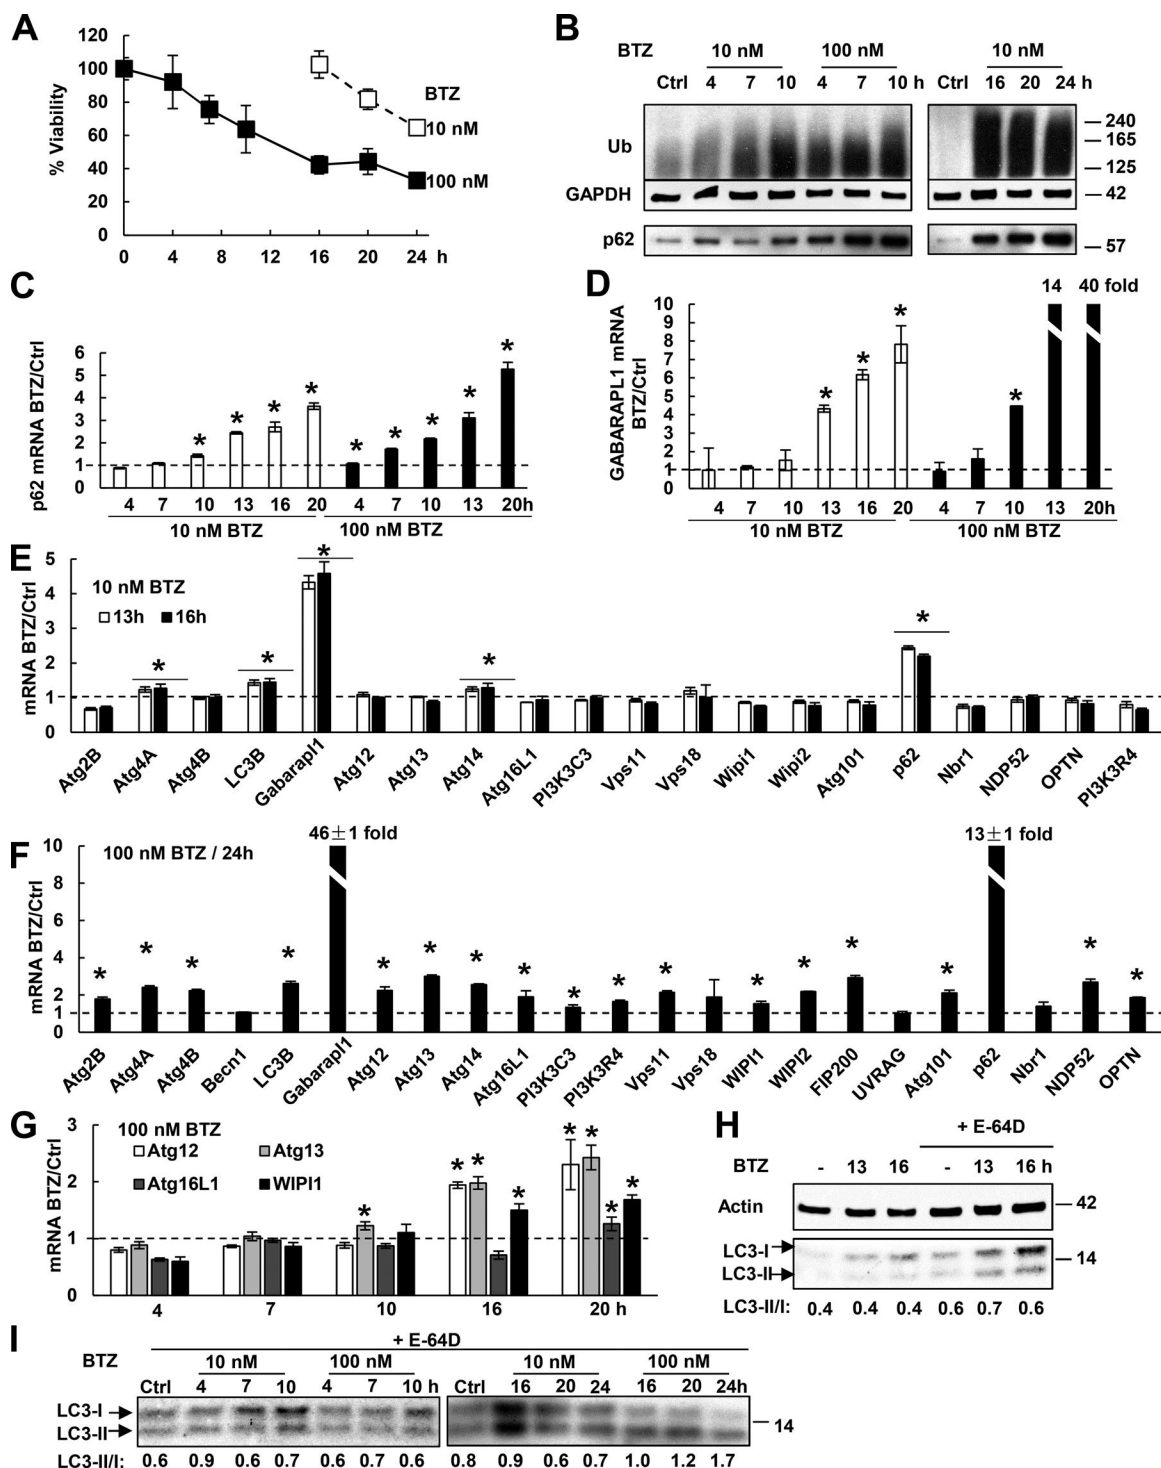 A
120
100
80
60
40
20
0
% Viability
0 4 8 12 16 20 24 h
BTZ
10 nM
100 nM
B
BTZ 10 nM 100 nM 10 nM
Ctrl 4 7 10 4 7 10 h Ctrl 16 20 24 h
Ub
240
165
125
GAPDH
42
p62
57
C
p62 mRNA BTZ/Ctrl
6
5
4
3
2
1
0
* * * * * * * * *
4 7 10 13 16 20 4 7 10 13 20h
10 nM BTZ 100 nM BTZ
D
GABARAPL1 mRNA
BTZ/Ctrl
14 40 fold
10
9
8
7
6
5
4
3
2
1
0
* * * *
4 7 10 13 16 20 4 7 10 13 20h
10 nM BTZ 100 nM BTZ
E
mRNA BTZ/Ctrl
5
4
3
2
1
0
10 nM BTZ
13h 16h
* * * * *
Atg2B Atg4A Atg4B LC3B Gabarapl1 Atg12 Atg13 Atg14 Atg16L1 PI3K3C3 Vps11 Vps18 Wipi1 Wipi2 Atg101 p62 Nbr1 NDP52 OPTN PI3K3R4
F
mRNA BTZ/Ctrl
10
8
6
4
2
1
0
100 nM BTZ / 24h
46±1 fold 13±1 fold
* * * * * * * * * * * * * * * * *
Atg2B Atg4A Atg4B Becn1 LC3B Gabarapl1 Atg12 Atg13 Atg14 Atg16L1 PI3K3C3 PI3K3R4 Vps11 Vps18 WIPI1 WIPI2 FIP200 UVRAG Atg101 p62 Nbr1 NDP52 OPTN
G
mRNA BTZ/Ctrl
3
2
1
0
100 nM BTZ
Atg12 Atg13
Atg16L1 WIPI1
* * * * * * * *
4 7 10 16 20 h
H
+ E-64D
BTZ - 13 16 - 13 16 h
Actin
42
LC3-I
14
LC3-II
LC3-II/I: 0.4 0.4 0.4 0.6 0.7 0.6
I
+ E-64D
BTZ 10 nM 100 nM 10 nM 100 nM
Ctrl 4 7 10 4 7 10 h Ctrl 16 20 24 16 20 24h
LC3-I
LC3-II
14
LC3-II/I: 0.6 0.9 0.6 0.7 0.6 0.7 0.6 0.8 0.9 0.6 0.7 1.0 1.2 1.7